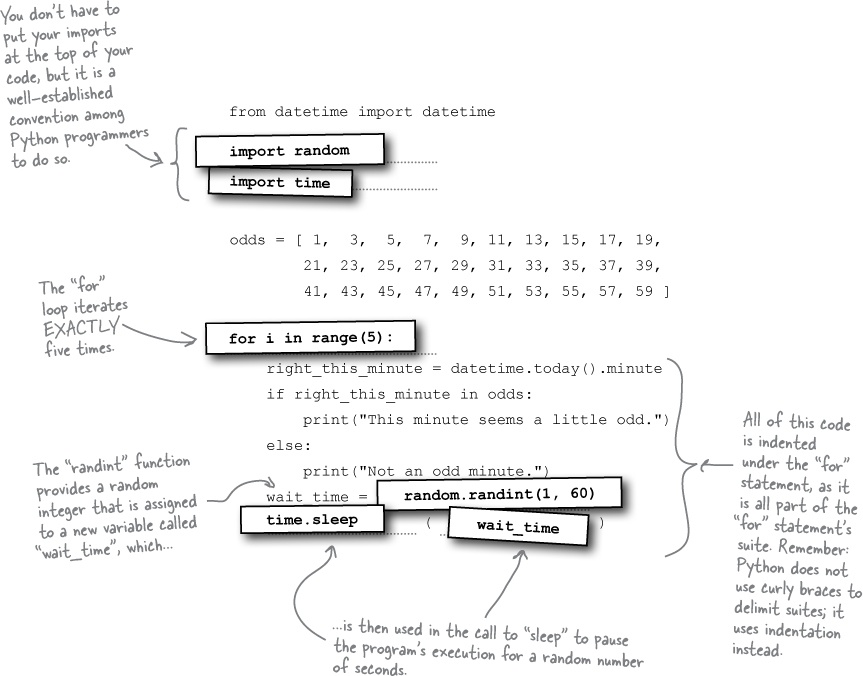 You don't have to
put your imports
at the top of your
code, but it is a
well-established
convention among
Python programmers
to do so.
from datetime import datetime
import random
import time
odds = [ 1, 3, 5, 7, 9, 11, 13, 15, 17, 19,
21, 23, 25, 27, 29, 31, 33, 35, 37, 39,
41, 43, 45, 47, 49, 51, 53, 55, 57, 59 ]
The "for"
loop iterates
EXACTLY
five times.
for i in range(5):
right_this_minute = datetime.today().minute
if right_this_minute in odds:
print("This minute seems a little odd.")
else:
print("Not an odd minute.")
wait_time = random.randint(1, 60)
time.sleep ( wait_time )
The "randint" function
provides a random
integer that is assigned
to a new variable called
"wait_time", which...
All of this code
is indented
under the "for"
statement, as it
is all part of the
"for" statement's
suite. Remember:
Python does not
use curly braces to
delimit suites; it
uses indentation
instead.
...is then used in the call to "sleep" to pause
the program's execution for a random number
of seconds.